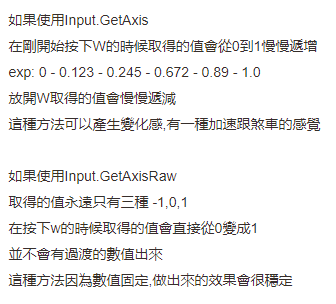 如果使用Input.GetAxis
在剛開始按下W的時候取得的值會從0到1慢慢遞增
exp: 0 - 0.123 - 0.245 - 0.672 - 0.89 - 1.0
放開W取得的值會慢慢遞減
這種方法可以產生變化感,有一種加速跟煞車的感覺
如果使用Input.GetAxisRaw
取得的值永遠只有三種 -1,0,1
在按下w的時候取得的值會直接從0變成1
並不會有過渡的數值出來
這種方法因為數值固定,做出來的效果會很穩定